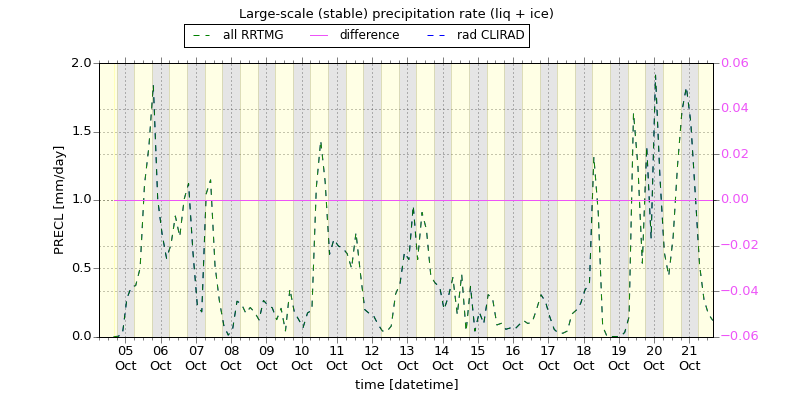 Large-scale (stable) precipitation rate (liq + ice)
all RRTMG difference rad CLIRAD
2.0 0.06
0.04
1.5
0.02
1.0 0.00
−0.02
0.5
−0.04
0.0 −0.06
PRECL [mm/day]
05 06 07 08 09 10 11 12 13 14 15 16 17 18 19 20 21
Oct Oct Oct Oct Oct Oct Oct Oct Oct Oct Oct Oct Oct Oct Oct Oct Oct
time [datetime]